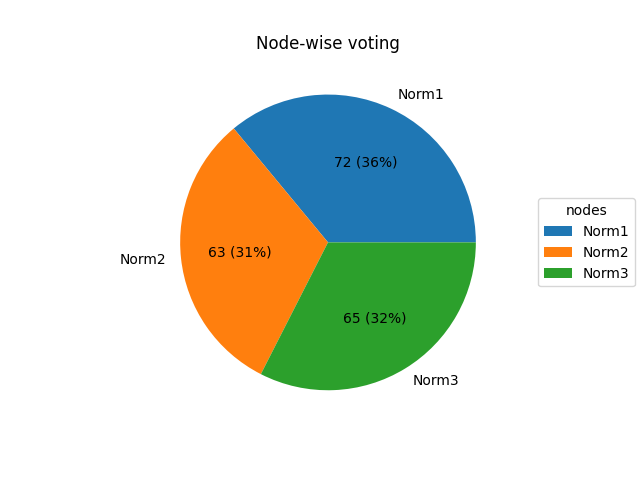 Node-wise voting
Norm1
72 (36%)
Norm2
63 (31%)
65 (32%)
Norm3
nodes
Norm1
Norm2
Norm3